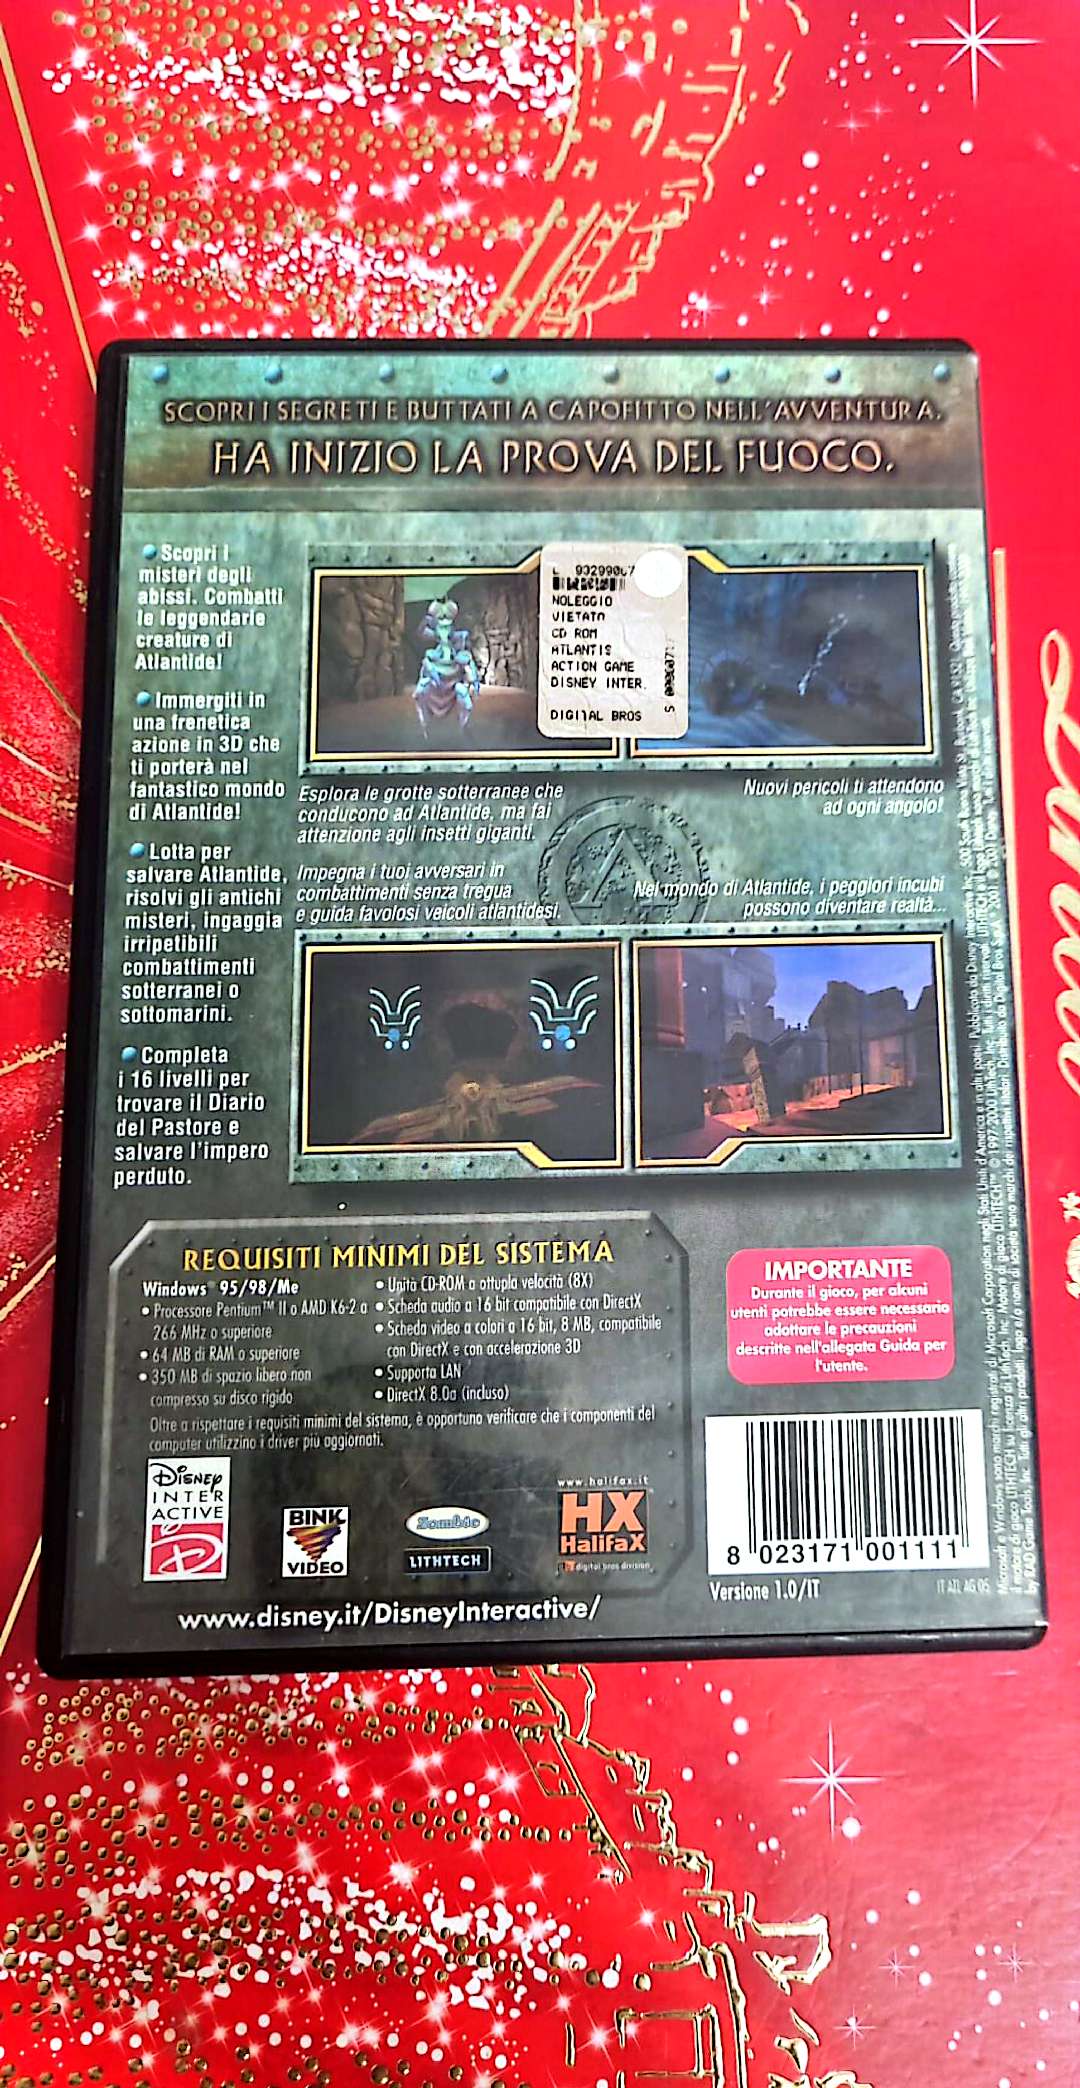 SCOPRI I SEGRETI E BUTTATI A CAPOFITTO NELL'AVVENTURA.
HA INIZIO LA PROVA DEL FUOCO.
Scopri i
misteri degli
abissi. Combatti
le leggendarie
creature di
Atlantide!
Immergiti in
una frenetica
azione in 3D che
ti porterà nel
fantastico mondo
di Atlantide!
Lotta per
salvare Atlantide,
risolvi gli antichi
misteri, ingaggia
irripetibili
combattimenti
sotterranei o
sottomarini.
Completa
i 16 livelli per
trovare il Diario
del Pastore e
salvare l'impero
perduto.
NOLEGGIO
VIETATO
CD ROM
ATLANTIS
ACTION GAME
DISNEY INTER.
DIGITAL BROS
Esplora le grotte sotterranee che
conducono ad Atlantide, ma fai
attenzione agli insetti giganti.
Nuovi pericoli ti attendono
ad ogni angolo!
Impegna i tuoi avversari in
combattimenti senza tregua
e guida favolosi veicoli atlantidesi.
Nel mondo di Atlantide, i peggiori incubi
possono diventare realtà...
REQUISITI MINIMI DEL SISTEMA
Windows® 95/98/Me
• Processore Pentium™ II o AMD K6-2 a
266 MHz o superiore
• 64 MB di RAM o superiore
• 350 MB di spazio libero non
compresso su disco rigido
• Unità CD-ROM a ottupla velocità (8X)
• Scheda audio a 16 bit compatibile con DirectX
• Scheda video a colori a 16 bit, 8 MB, compatibile
con DirectX e con accelerazione 3D
• Supporta LAN
• DirectX 8.0a (incluso)
Oltre a rispettare i requisiti minimi del sistema, è opportuno verificare che i componenti del
computer utilizzino i driver più aggiornati.
IMPORTANTE
Durante il gioco, per alcuni
utenti potrebbe essere necessario
adottare le precauzioni
descritte nell'allegata Guida per
l'utente.
DISNEY
INTER
ACTIVE
BINK
VIDEO
Zombie
LITHTECH
www.halifax.it
HX
HalifaX
digital bros division
8 023171 001111
Versione 1.0/IT
IT ATL AG 05
www.disney.it/DisneyInteractive/